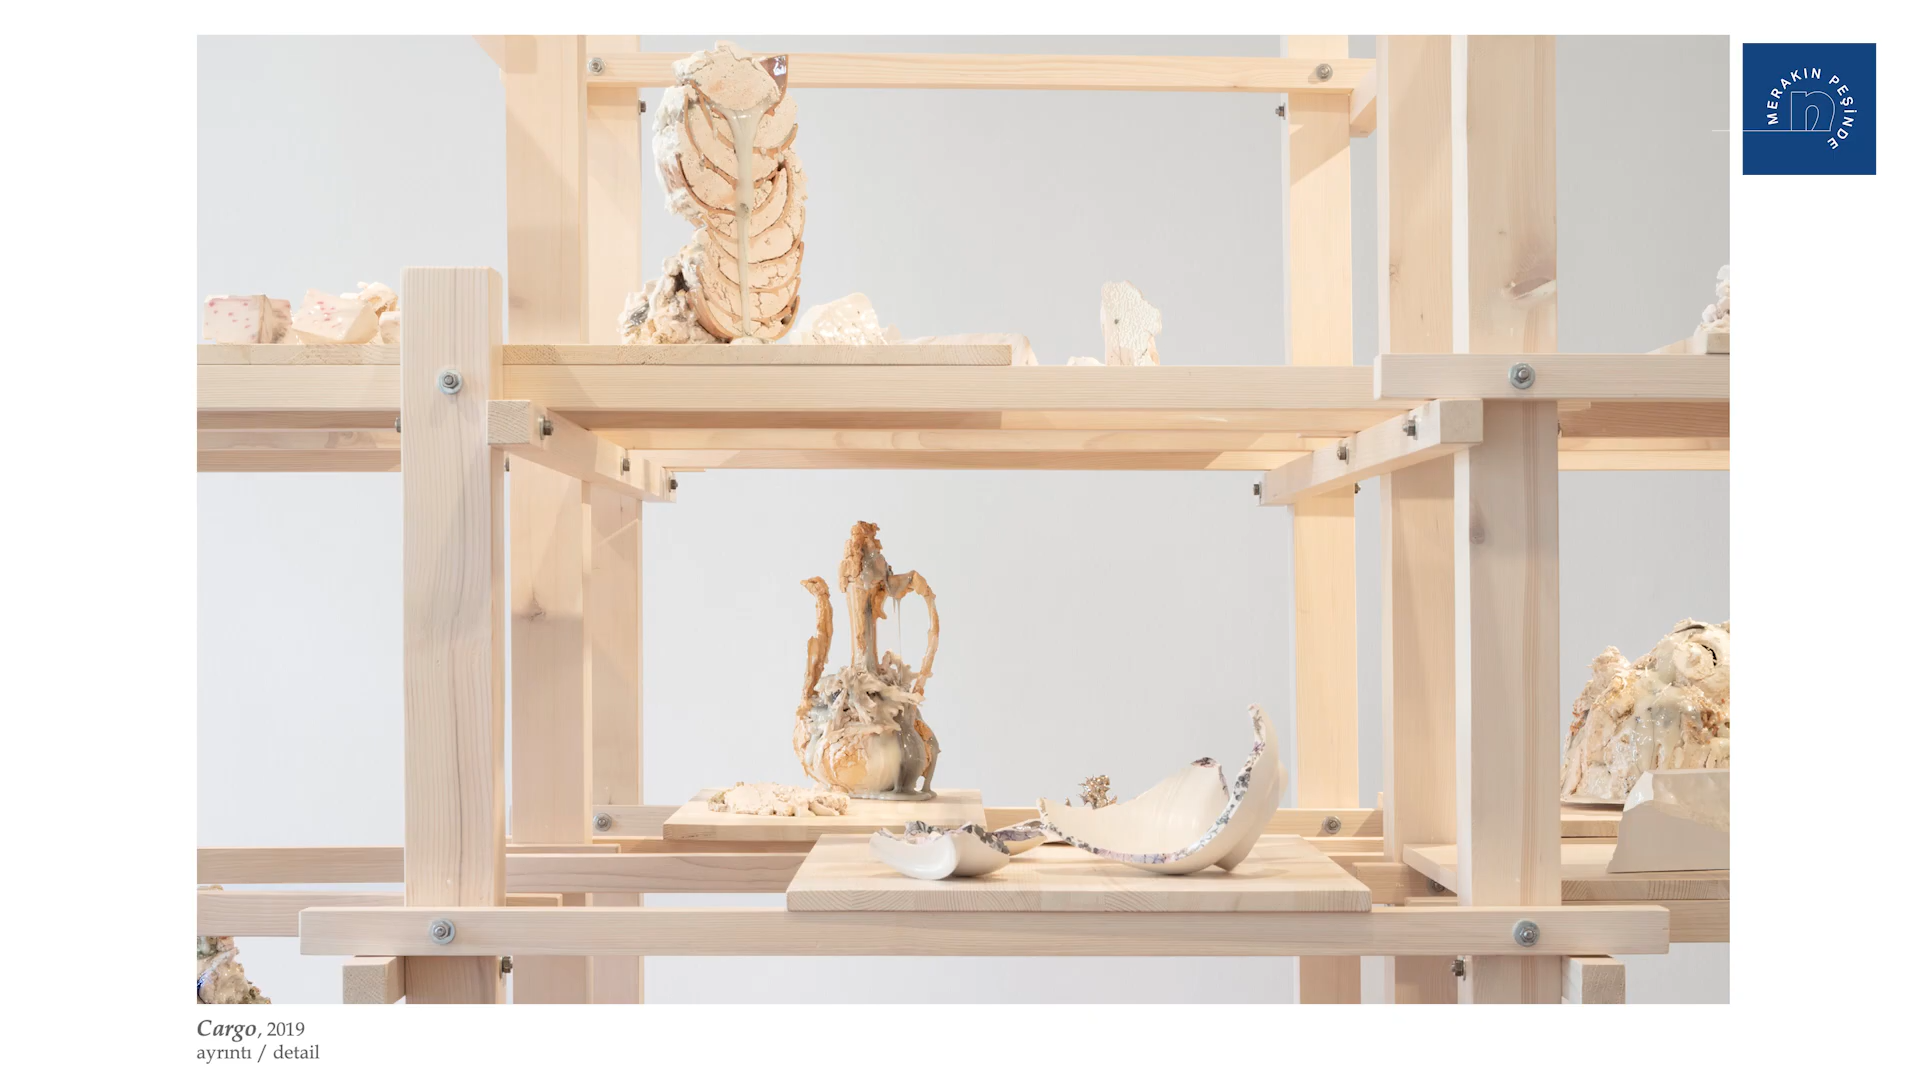 MERAKIN PEŞİNDE
n
Cargo, 2019
ayrıntı / detail